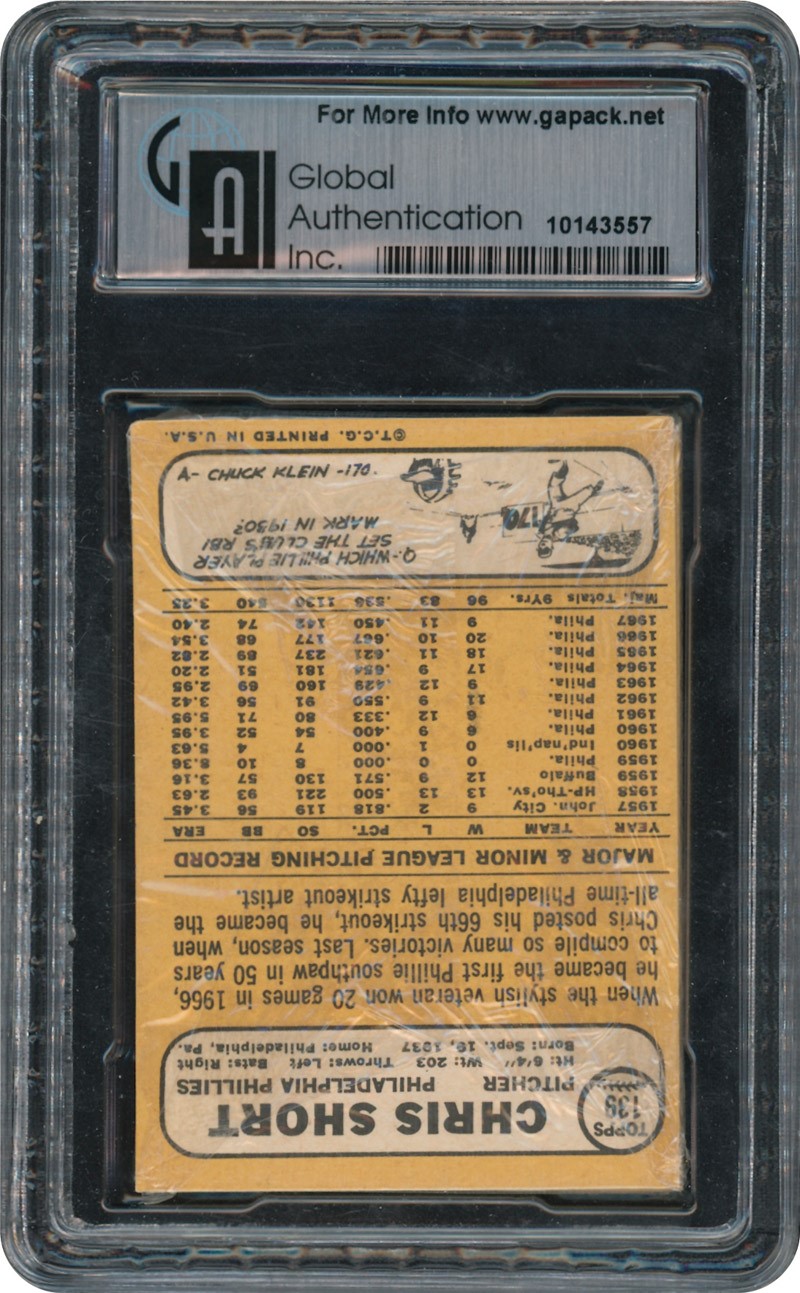 For More Info www.gapack.net
GAI
Global
Authentication
Inc.
10143557
TOPPS
139
CHRIS SHORT
PITCHER PHILADELPHIA PHILLIES
Ht: 6'4" Wt: 203 Throws: Left Bats: Right
Born: Sept. 19, 1937 Home: Philadelphia, Pa.
When the stylish veteran won 20 games in 1966,
he became the first Phillie southpaw in 50 years
to compile so many victories. Last season, when
Chris posted his 66th strikeout, he became the
all-time Philadelphia lefty strikeout artist.
MAJOR & MINOR LEAGUE PITCHING RECORD
YEAR TEAM W L PCT. SO BB ERA
1957 John. City 9 2 .818 119 56 3.45
1958 HP-Tho'sv. 13 13 .500 221 93 2.63
1959 Buffalo 12 9 .571 130 57 3.16
1959 Phila. 0 0 .000 8 10 8.36
1960 Ind'nap'lis 0 1 .000 7 4 5.63
1960 Phila. 6 9 .400 54 52 3.95
1961 Phila. 6 12 .333 80 71 5.95
1962 Phila. 11 9 .550 91 56 3.42
1963 Phila. 9 12 .429 160 69 2.95
1964 Phila. 17 9 .654 181 51 2.20
1965 Phila. 18 11 .621 237 89 2.82
1966 Phila. 20 10 .667 177 68 3.54
1967 Phila. 9 11 .450 142 74 2.40
Maj. Totals 9Yrs. 96 83 .536 1130 540 3.25
Q-WHICH PHILLIE PLAYER
SET THE CLUB'S RBI
MARK IN 1930?
170
A- CHUCK KLEIN -170.
©T.C.G. PRINTED IN U.S.A.